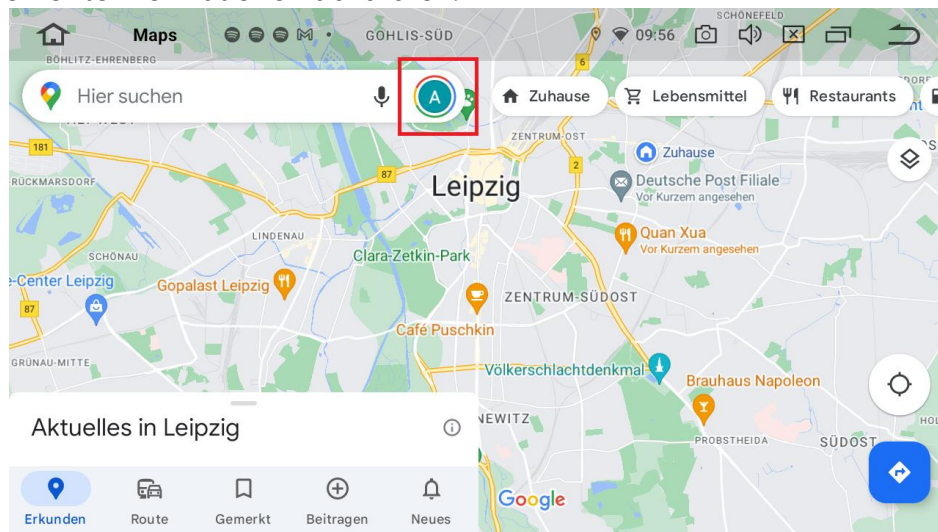 Maps
GOHLIS-SÜD
SCHÖNEFELD
09:56
BÖHLITZ-EHRENBERG
6
Hier suchen
A
Zuhause
Lebensmittel
Restaurants
181
ZENTRUM-OST
2
Zuhause
87
RÜCKMARSDORF
Leipzig
Deutsche Post Filiale
Vor Kurzem angesehen
LINDENAU
Quan Xua
Vor Kurzem angesehen
SCHÖNAU
Clara-Zetkin-Park
e-Center Leipzig
Gopalast Leipzig
ZENTRUM-SÜDOST
87
Café Puschkin
GRÜNAU-MITTE
Völkerschlachtdenkmal
Brauhaus Napoleon
Aktuelles in Leipzig
NEWITZ
PROBSTHEIDA
SÜDOST
HOL
Erkunden
Route
Gemerkt
Beitragen
Neues
Google